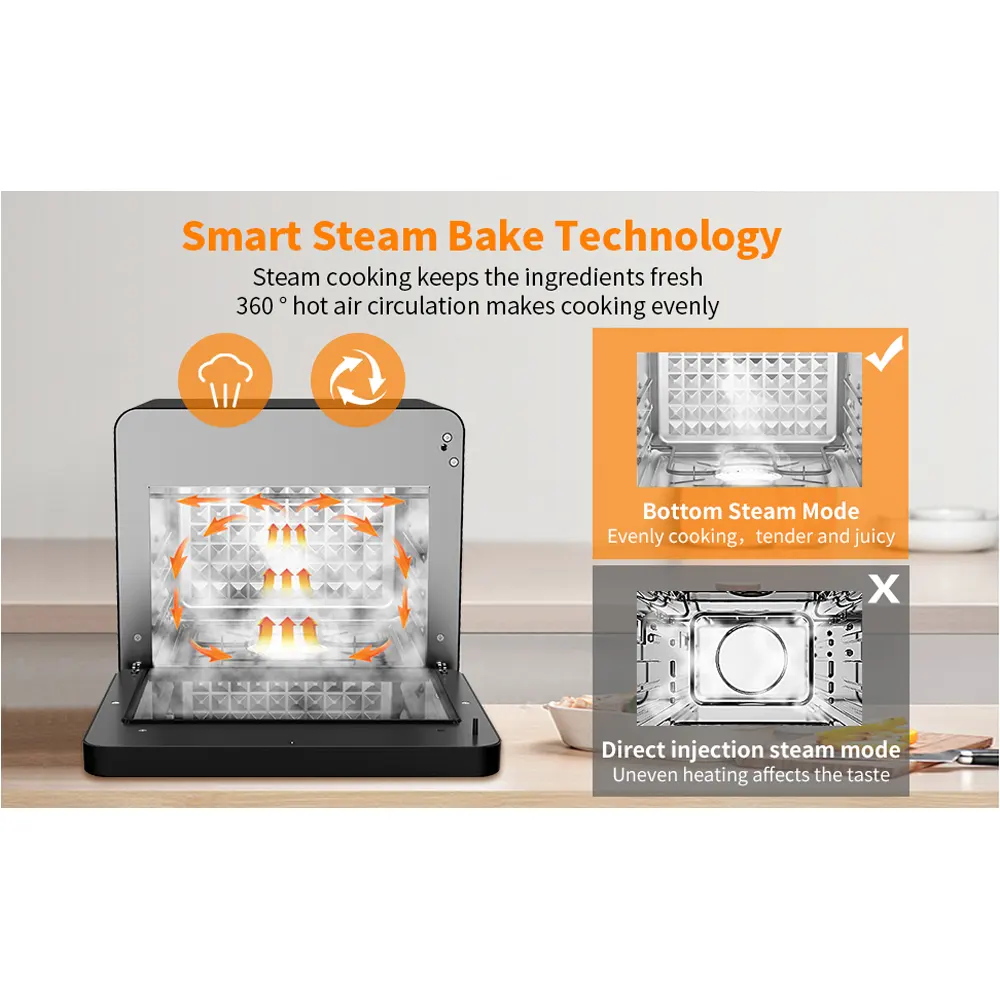 Smart Steam Bake Technology
Steam cooking keeps the ingredients fresh
360 ° hot air circulation makes cooking evenly
Bottom Steam Mode
Evenly cooking，tender and juicy
Direct injection steam mode
Uneven heating affects the taste